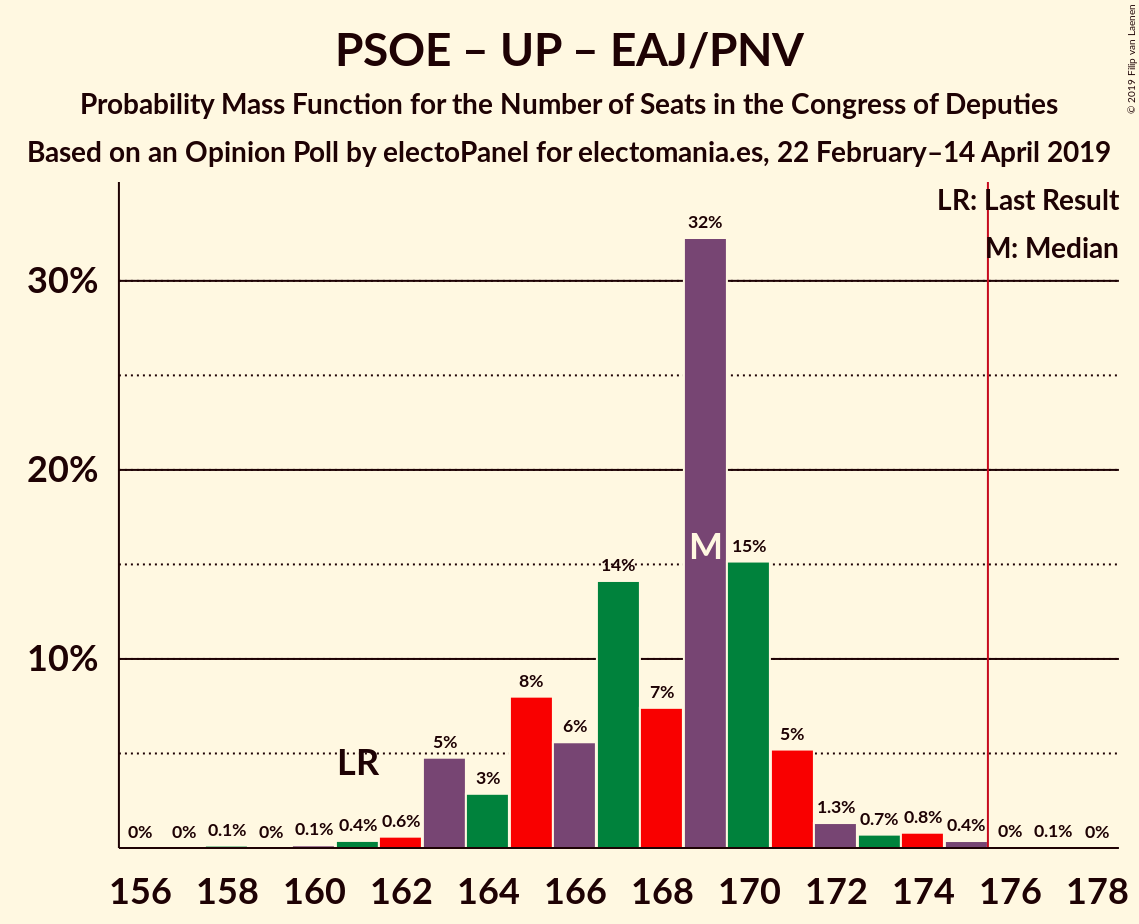 PSOE – UP – EAJ/PNV
Probability Mass Function for the Number of Seats in the Congress of Deputies
Based on an Opinion Poll by electoPanel for electomania.es, 22 February–14 April 2019
© 2019 Filip van Laenen
LR: Last Result
M: Median
30%
20%
10%
0% 0% 0.1% 0% 0.1% 0.4% 0.6% 5% 3% 8% 6% 14% 7% 32% 15% 5% 1.3% 0.7% 0.8% 0.4% 0% 0.1% 0%
LR
M
156 158 160 162 164 166 168 170 172 174 176 178